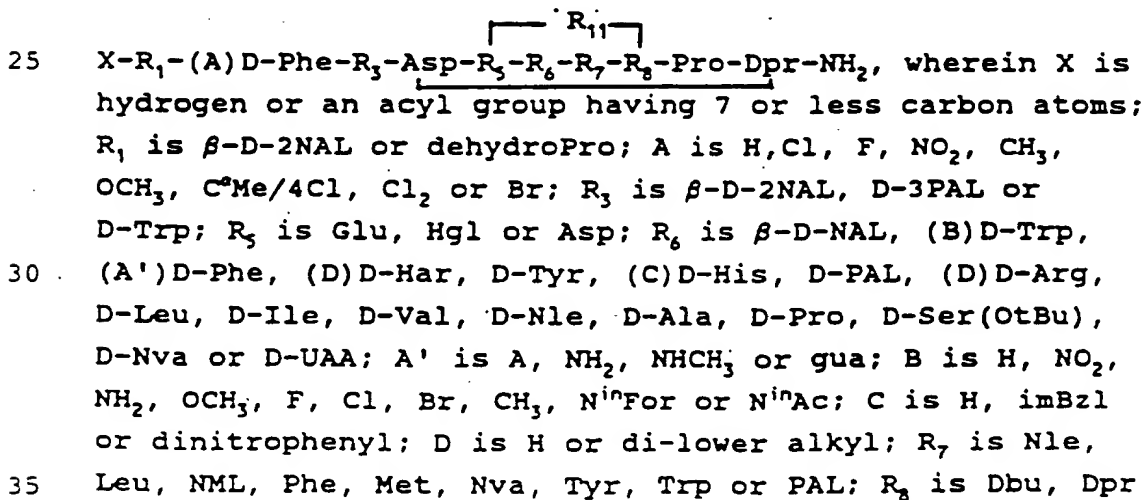 R₁₁
25 X-R₁-(A)D-Phe-R₃-Asp-R₅-R₆-R₇-R₈-Pro-Dpr-NH₂, wherein X is
hydrogen or an acyl group having 7 or less carbon atoms;
R₁ is β-D-2NAL or dehydroPro; A is H,Cl, F, NO₂, CH₃,
OCH₃, CᵅMe/4Cl, Cl₂ or Br; R₃ is β-D-2NAL, D-3PAL or
D-Trp; R₅ is Glu, Hgl or Asp; R₆ is β-D-NAL, (B)D-Trp,
30 (A')D-Phe, (D)D-Har, D-Tyr, (C)D-His, D-PAL, (D)D-Arg,
D-Leu, D-Ile, D-Val, D-Nle, D-Ala, D-Pro, D-Ser(OtBu),
D-Nva or D-UAA; A' is A, NH₂, NHCH₃ or gua; B is H, NO₂,
NH₂, OCH₃, F, Cl, Br, CH₃, NⁱⁿFor or NⁱⁿAc; C is H, imBzl
or dinitrophenyl; D is H or di-lower alkyl; R₇ is Nle,
35 Leu, NML, Phe, Met, Nva, Tyr, Trp or PAL; R₈ is Dbu, Dpr